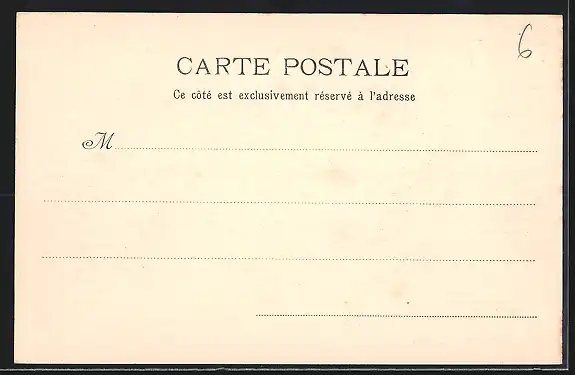 6
CARTE POSTALE
Ce côté est exclusivement réservé à l'adresse
M